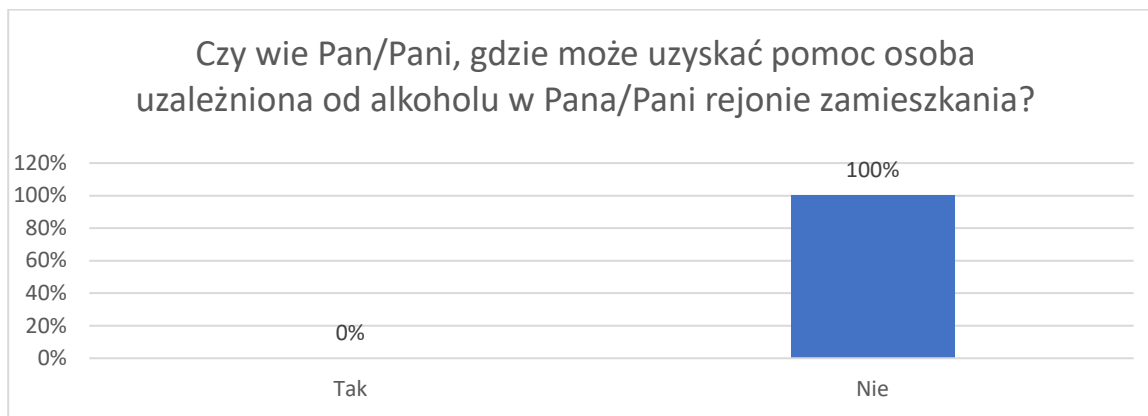 Czy wie Pan/Pani, gdzie może uzyskać pomoc osoba
uzależniona od alkoholu w Pana/Pani rejonie zamieszkania?
120%
100%
80%
60%
40%
20%
0%
0%
100%
Tak
Nie